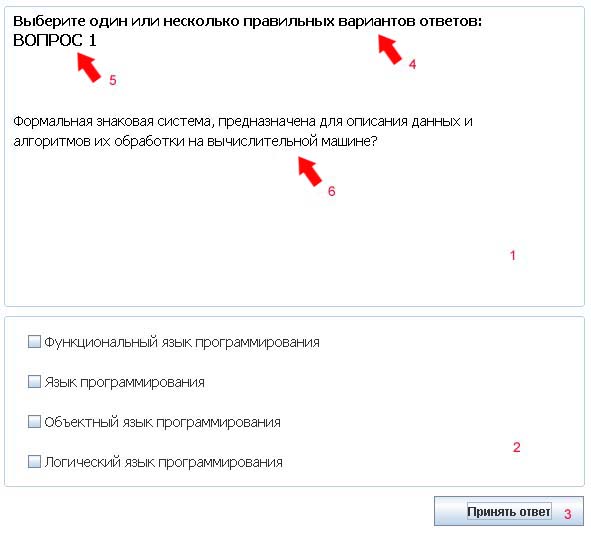 Выберите один или несколько правильных вариантов ответов:
ВОПРОС 1
4
5
Формальная знаковая система, предназначена для описания данных и
алгоритмов их обработки на вычислительной машине?
6
1
Функциональный язык программирования
Язык программирования
Объектный язык программирования
2
Логический язык программирования
Принять ответ 3